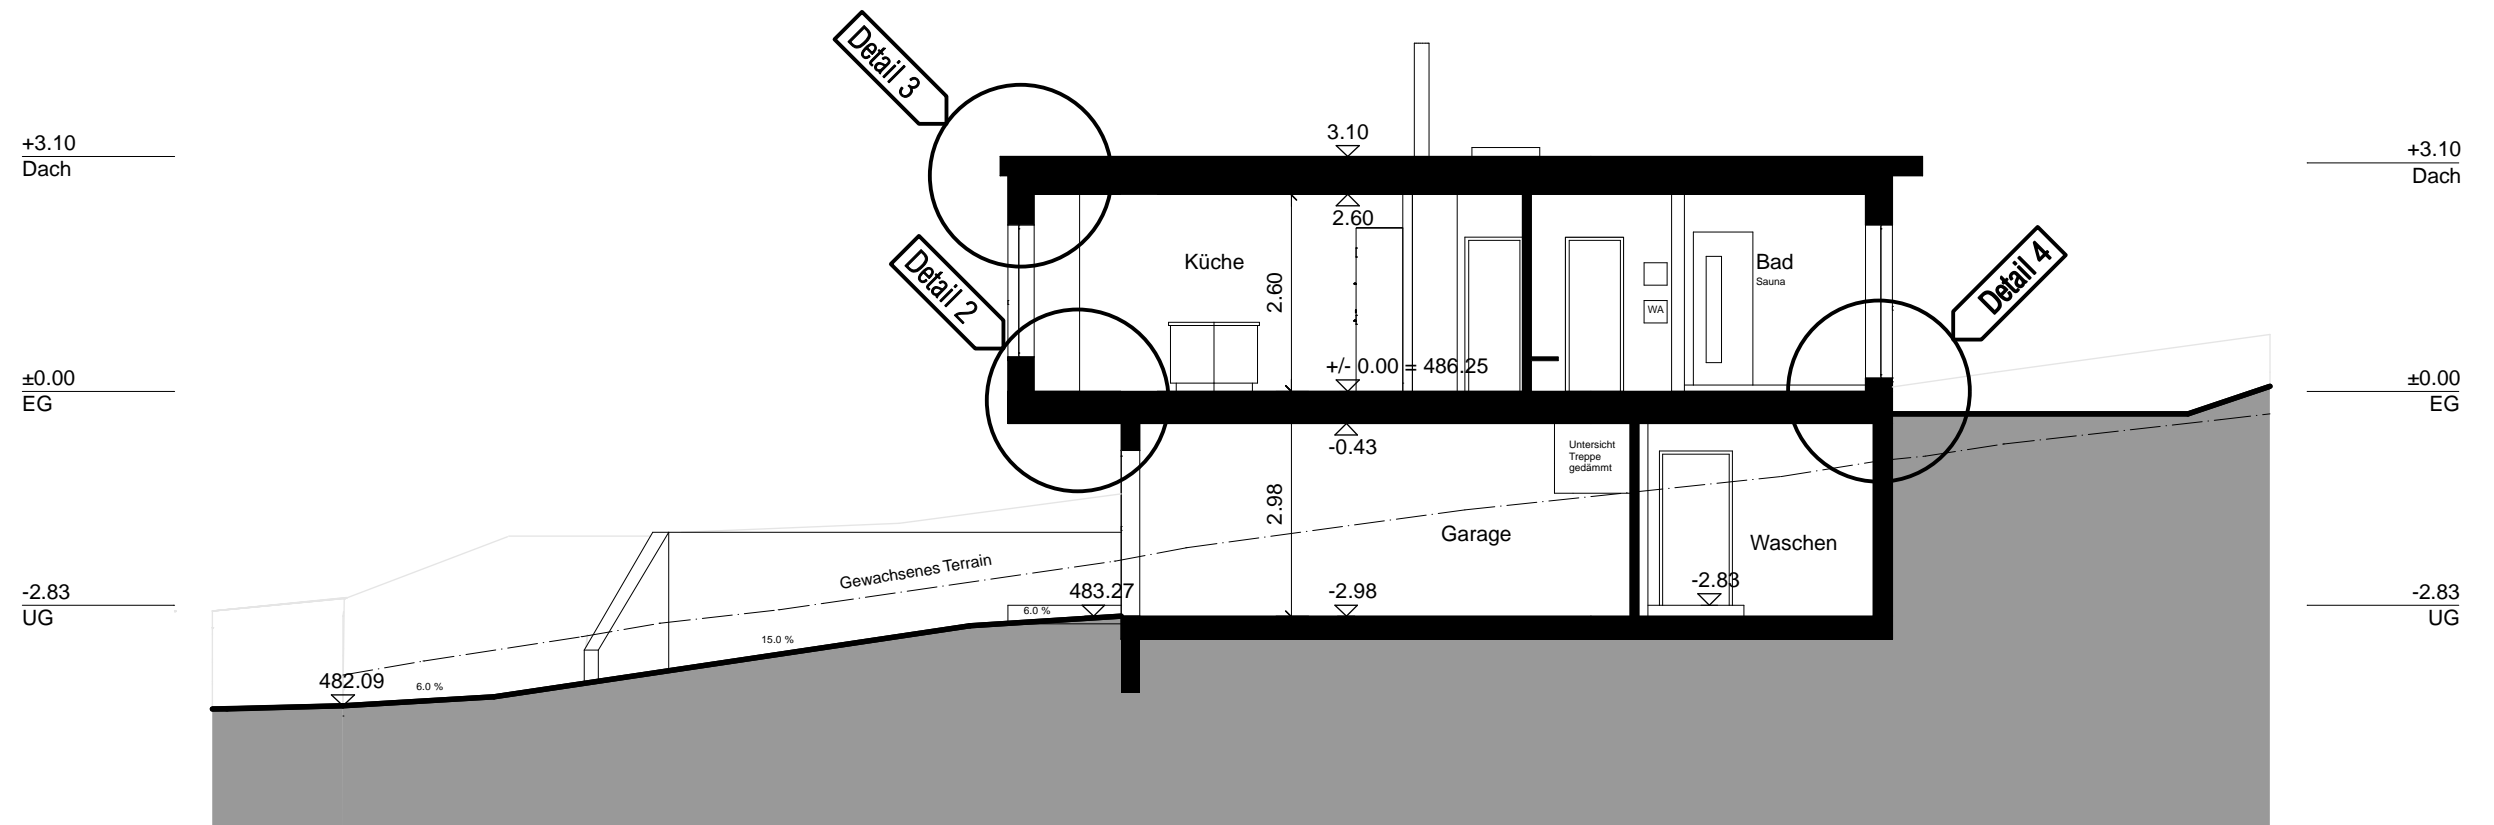 Detail 3
+3.10
Dach
3.10
+3.10
Dach
2.60
Detail 2
Küche
2.60
Bad
Sauna
WA
Detail 4
±0.00
EG
+/- 0.00 = 486.25
±0.00
EG
-0.43
Untersicht
Treppe
gedämmt
2.98
Garage
Waschen
Gewachsenes Terrain
-2.83
UG
483.27
6.0 %
-2.98
-2.83
-2.83
UG
15.0 %
482.09
6.0 %